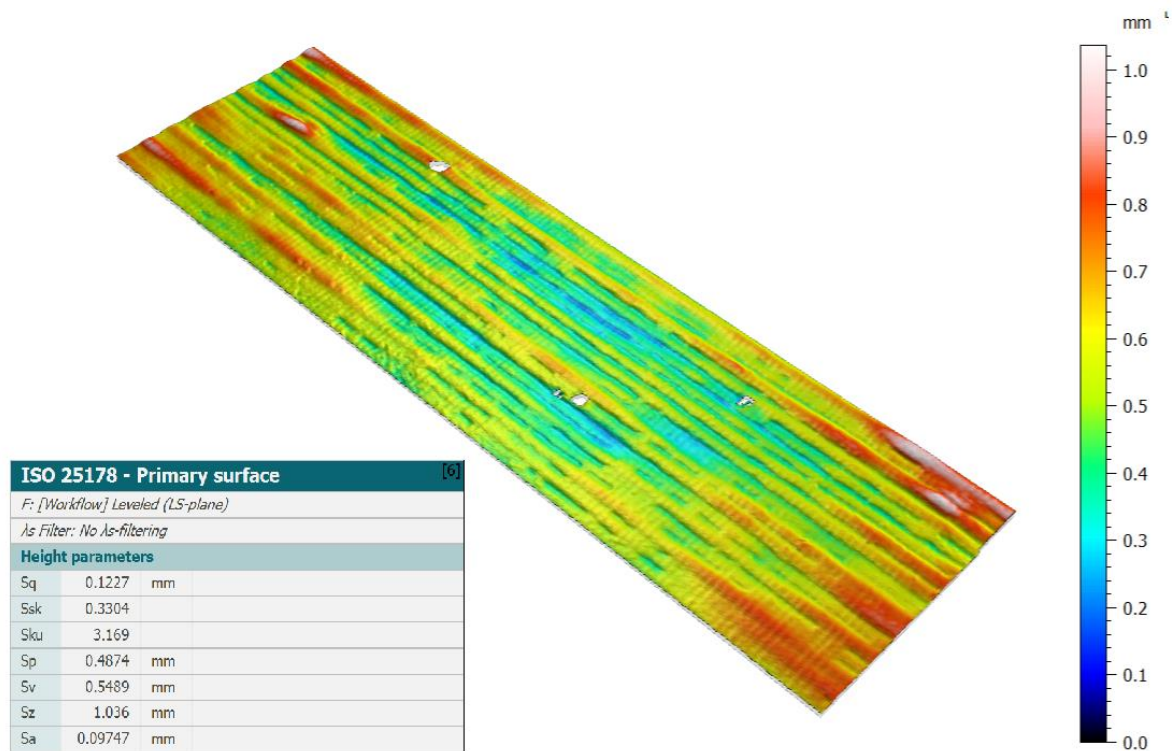 mm
1.0
0.9
0.8
0.7
0.6
0.5
0.4
0.3
0.2
0.1
0.0
ISO 25178 - Primary surface [6]
F: [Workflow] Leveled (LS-plane)
λs Filter: No λs-filtering
Height parameters
Sq 0.1227 mm
Ssk 0.3304
Sku 3.169
Sp 0.4874 mm
Sv 0.5489 mm
Sz 1.036 mm
Sa 0.09747 mm